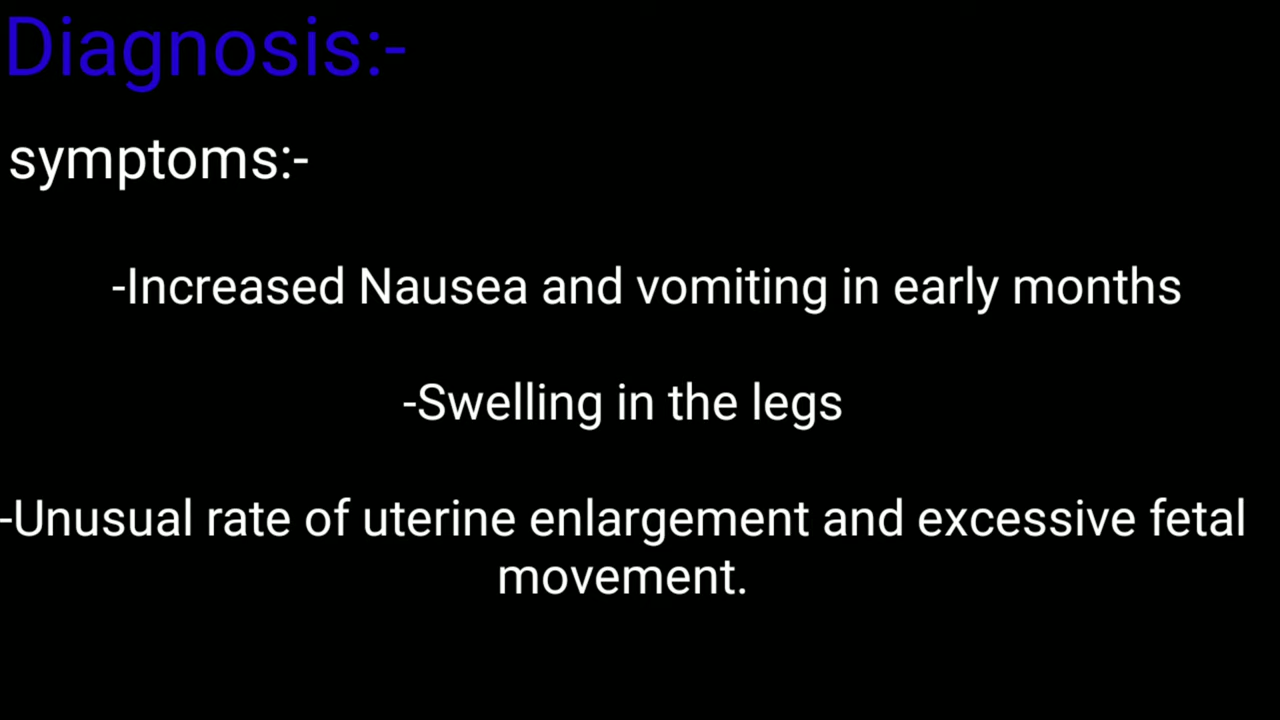 Diagnosis:-
symptoms:-
-Increased Nausea and vomiting in early months
-Swelling in the legs
-Unusual rate of uterine enlargement and excessive fetal
movement.